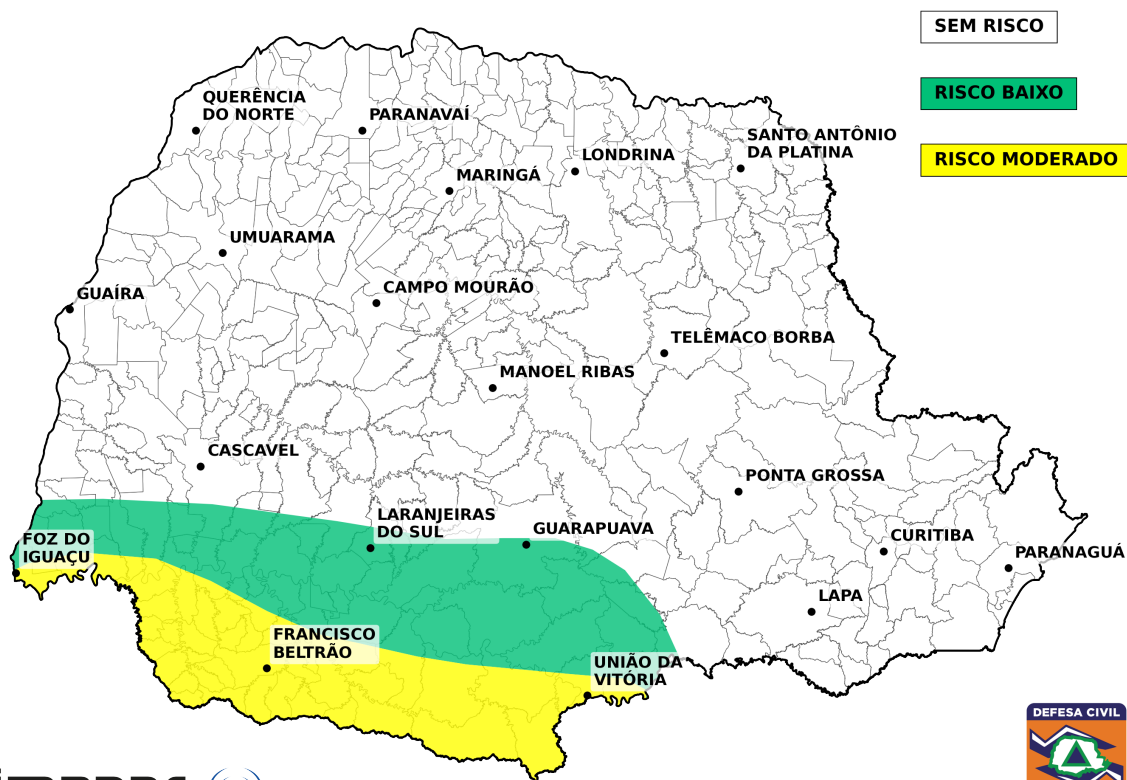 SEM RISCO
RISCO BAIXO
RISCO MODERADO
QUERÊNCIA
DO NORTE
PARANAVAÍ
LONDRINA
SANTO ANTÔNIO
DA PLATINA
MARINGÁ
UMUARAMA
CAMPO MOURÃO
GUAÍRA
TELÊMACO BORBA
MANOEL RIBAS
CASCAVEL
PONTA GROSSA
LARANJEIRAS
DO SUL
GUARAPUAVA
CURITIBA
FOZ DO
IGUAÇU
PARANAGUÁ
LAPA
FRANCISCO
BELTRÃO
UNIÃO DA
VITÓRIA
DEFESA CIVIL